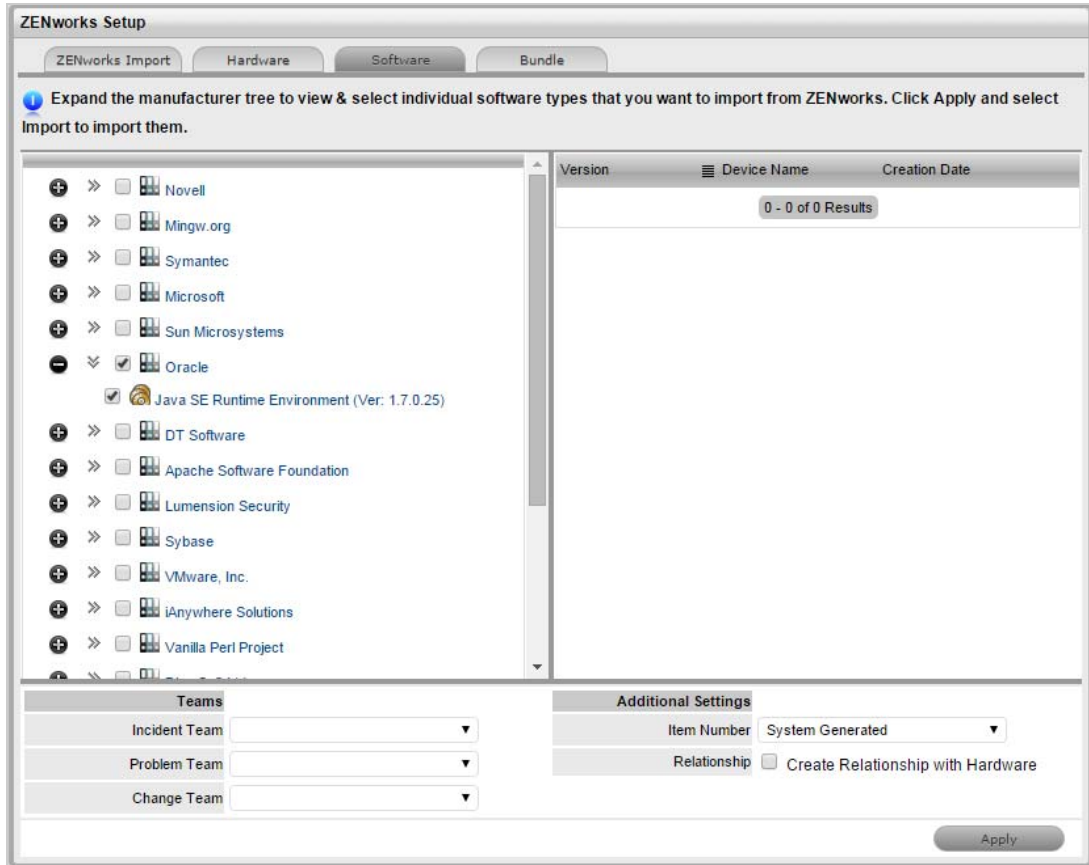 ZENworks Setup
ZENworks Import
Hardware
Software
Bundle
Expand the manufacturer tree to view & select individual software types that you want to import from ZENworks. Click Apply and select
Import to import them.
Novell
Mingw.org
Symantec
Microsoft
Sun Microsystems
Oracle
Java SE Runtime Environment (Ver: 1.7.0.25)
DT Software
Apache Software Foundation
Lumension Security
Sybase
VMware, Inc.
iAnywhere Solutions
Vanilla Perl Project
Version
Device Name
Creation Date
0 - 0 of 0 Results
Teams
Incident Team
Problem Team
Change Team
Additional Settings
Item Number
System Generated
Relationship
Create Relationship with Hardware
Apply